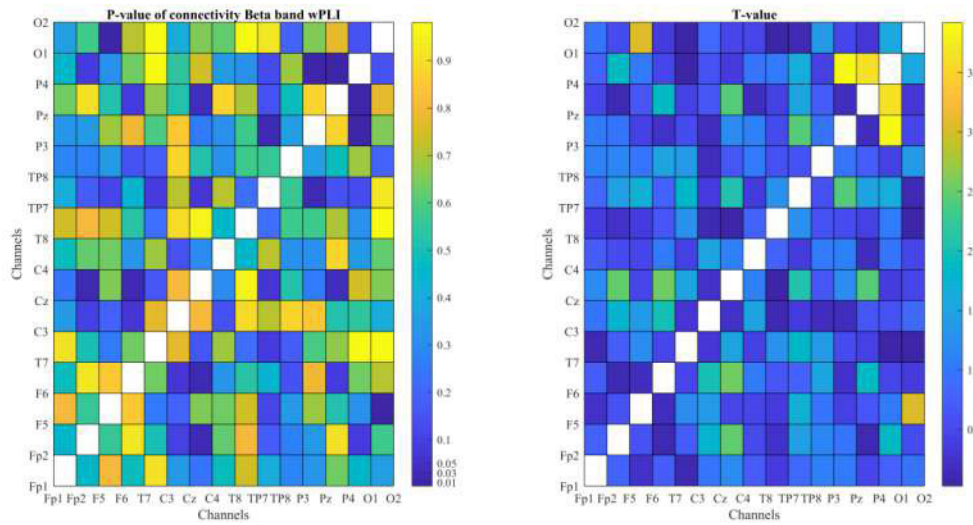 P-value of connectivity Beta band wPLI
O2
O1
P4
Pz
P3
TP8
TP7
T8
C4
Cz
C3
T7
F6
F5
Fp2
Fp1
Channels
Fp1 Fp2 F5 F6 T7 C3 Cz C4 T8 TP7 TP8 P3 Pz P4 O1 O2
Channels
0.9
0.8
0.7
0.6
0.5
0.4
0.3
0.2
0.1
0.05
0.03
0.01
T-value
O2
O1
P4
Pz
P3
TP8
TP7
T8
C4
Cz
C3
T7
F6
F5
Fp2
Fp1
Channels
Fp1 Fp2 F5 F6 T7 C3 Cz C4 T8 TP7 TP8 P3 Pz P4 O1 O2
Channels
3.
3.
2.
2
1.
1
0.